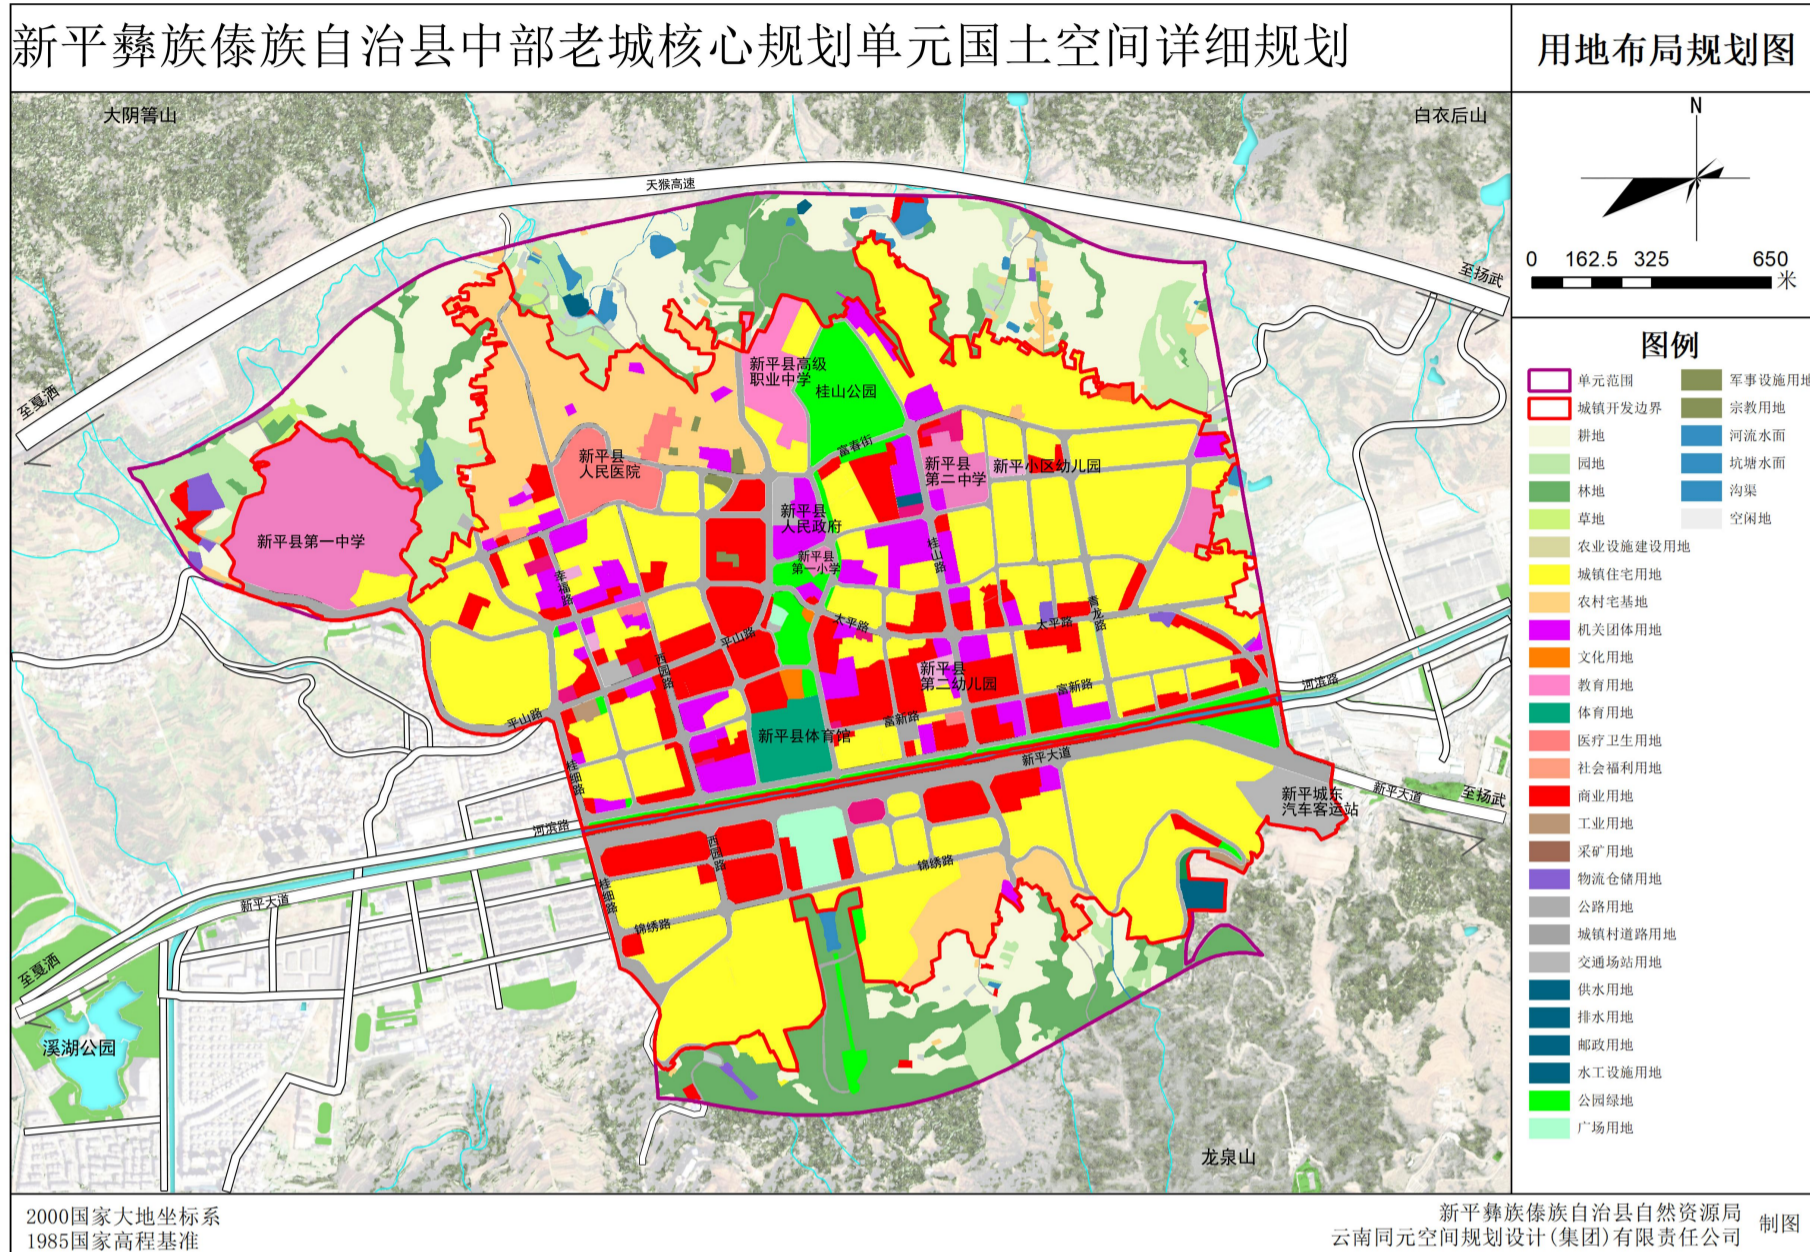 新平彝族傣族自治县中部老城核心规划单元国土空间详细规划
用地布局规划图
大阴箐山
白衣后山
天猴高速
至扬武
至戛洒
N
0 162.5 325 650
米
图例
单元范围
城镇开发边界
耕地
园地
林地
草地
农业设施建设用地
城镇住宅用地
农村宅基地
机关团体用地
文化用地
教育用地
体育用地
医疗卫生用地
社会福利用地
商业用地
工业用地
采矿用地
物流仓储用地
公路用地
城镇村道路用地
交通场站用地
供水用地
排水用地
邮政用地
水工设施用地
公园绿地
广场用地
军事设施用地
宗教用地
河流水面
坑塘水面
沟渠
空闲地
新平县高级
职业中学
桂山公园
富春街
新平县
人民医院
新平县
第二中学
新平小区幼儿园
新平县
人民政府
新平县第一中学
新平县
第一小学
桂山路
幸福路
太平路
太平路
青龙路
平山路
西园路
新平县
第二幼儿园
富新路
河滨路
平山路
富新路
新平县体育馆
新平大道
桂细路
新平城东
汽车客运站
新平大道
至扬武
河滨路
西园路
锦绣路
桂细路
新平大道
锦绣路
至戛洒
溪湖公园
龙泉山
2000国家大地坐标系
1985国家高程基准
新平彝族傣族自治县自然资源局
云南同元空间规划设计(集团)有限责任公司
制图